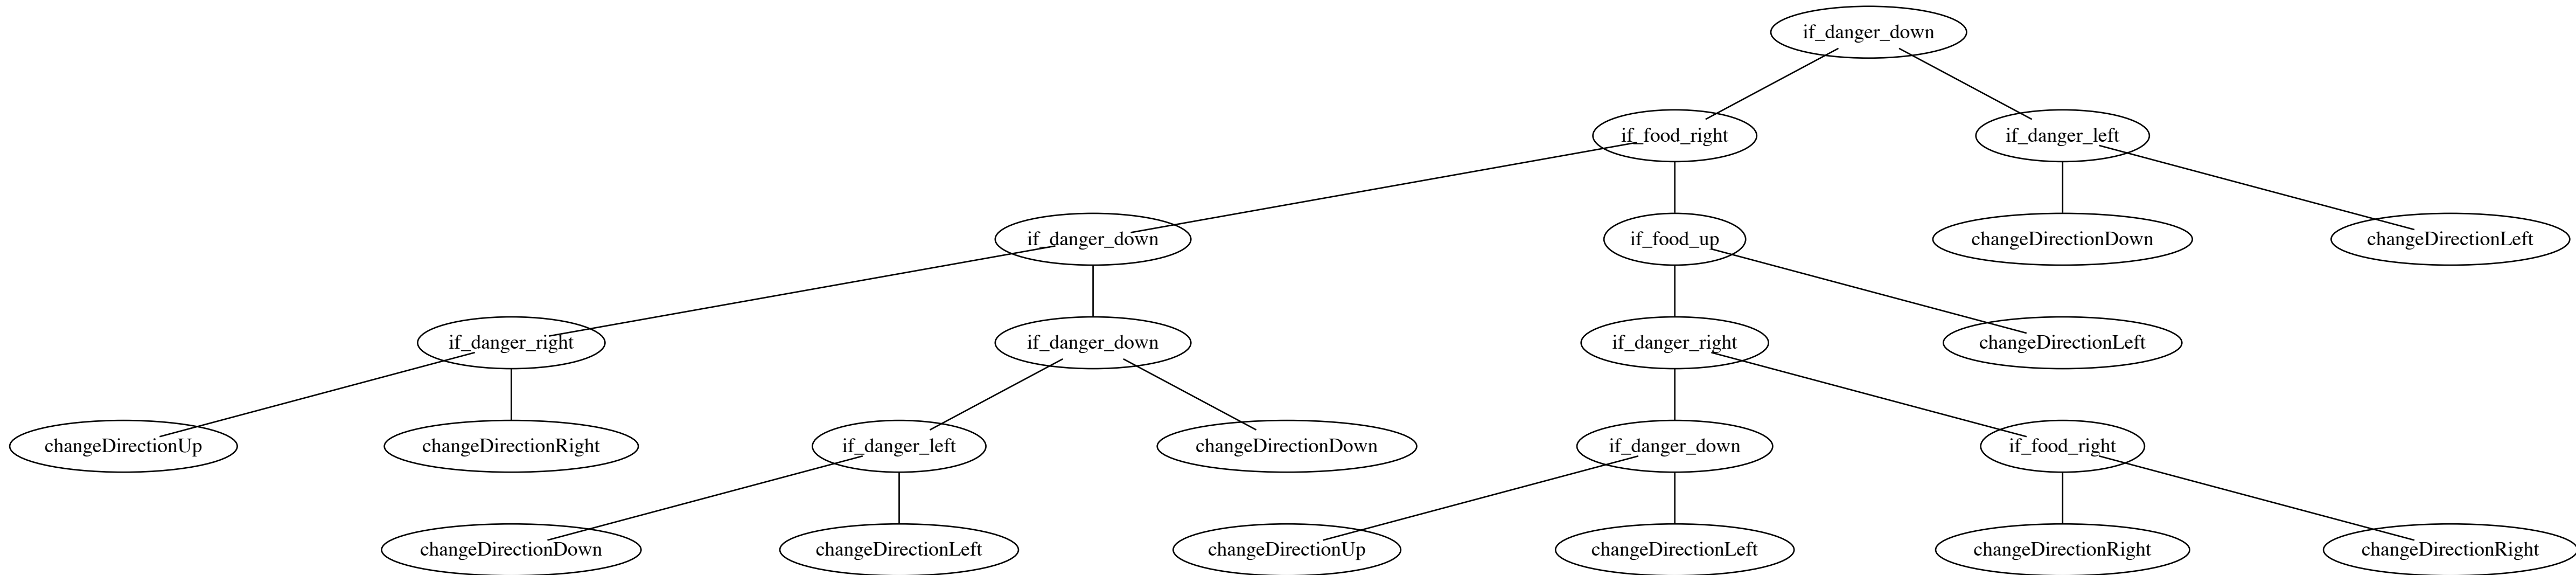 if_danger_down
if_food_right
if_danger_left
if_danger_down
if_food_up
changeDirectionDown
changeDirectionLeft
if_danger_right
if_danger_down
if_danger_right
changeDirectionLeft
changeDirectionUp
changeDirectionRight
if_danger_left
changeDirectionDown
if_danger_down
if_food_right
changeDirectionDown
changeDirectionLeft
changeDirectionUp
changeDirectionLeft
changeDirectionRight
changeDirectionRight